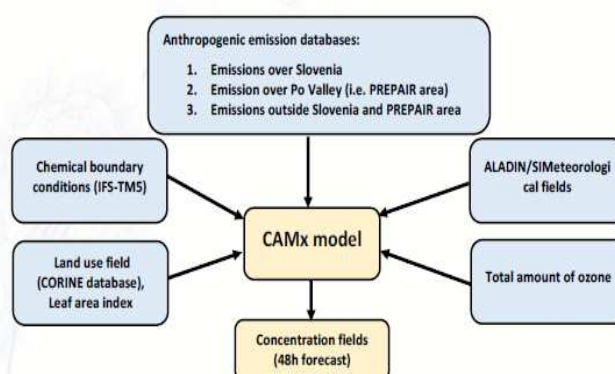 Anthropogenic emission databases:
1. Emissions over Slovenia
2. Emission over Po Valley (i.e. PREPAIR area)
3. Emissions outside Slovenia and PREPAIR area
Chemical boundary
conditions (IFS-TM5)
ALADIN/SIMeteorologi
cal fields
CAMx model
Land use field
(CORINE database),
Leaf area index
Total amount of ozone
Concentration fields
(48h forecast)